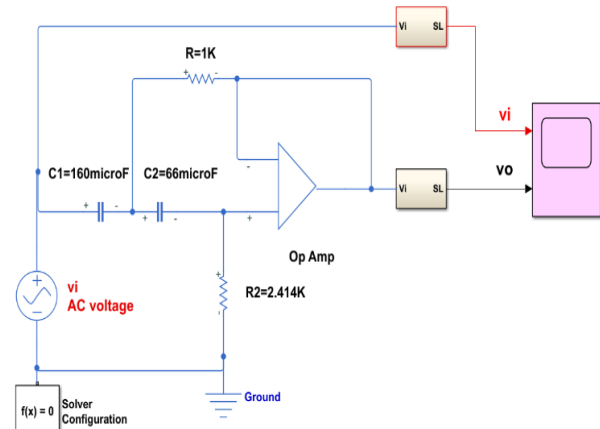 Vi SL
R=1K
+ -
vi
C1=160microF C2=66microF
-
vo
Vi SL
+ - + - +
Op Amp
+
vi
AC voltage
+
-
R2=2.414K
Ground
f(x) = 0
Solver
Configuration